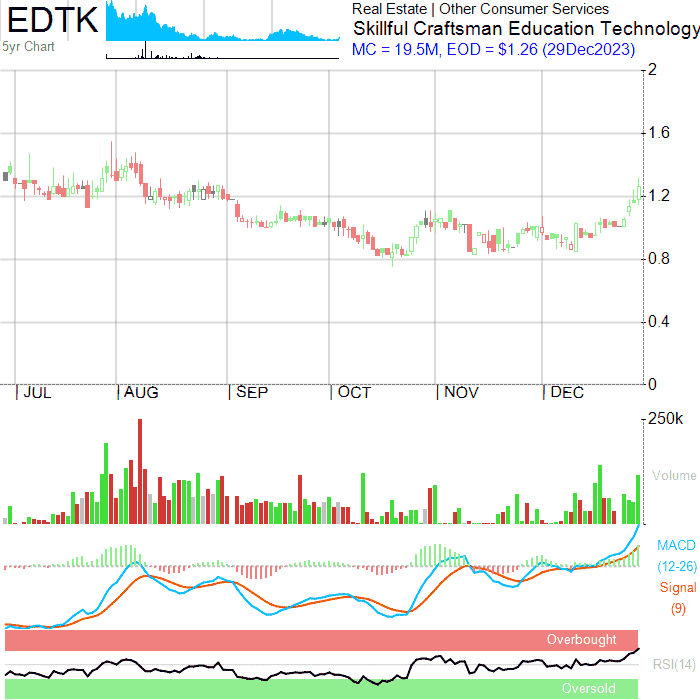 EDTK
5yr Chart
Real Estate | Other Consumer Services
Skillful Craftsman Education Technology
MC = 19.5M, EOD = $1.26 (29Dec2023)
2
1.6
1.2
0.8
0.4
0
JUL AUG SEP OCT NOV DEC
250k
Volume
MACD
(12-26)
Signal
(9)
Overbought
RSI(14)
Oversold